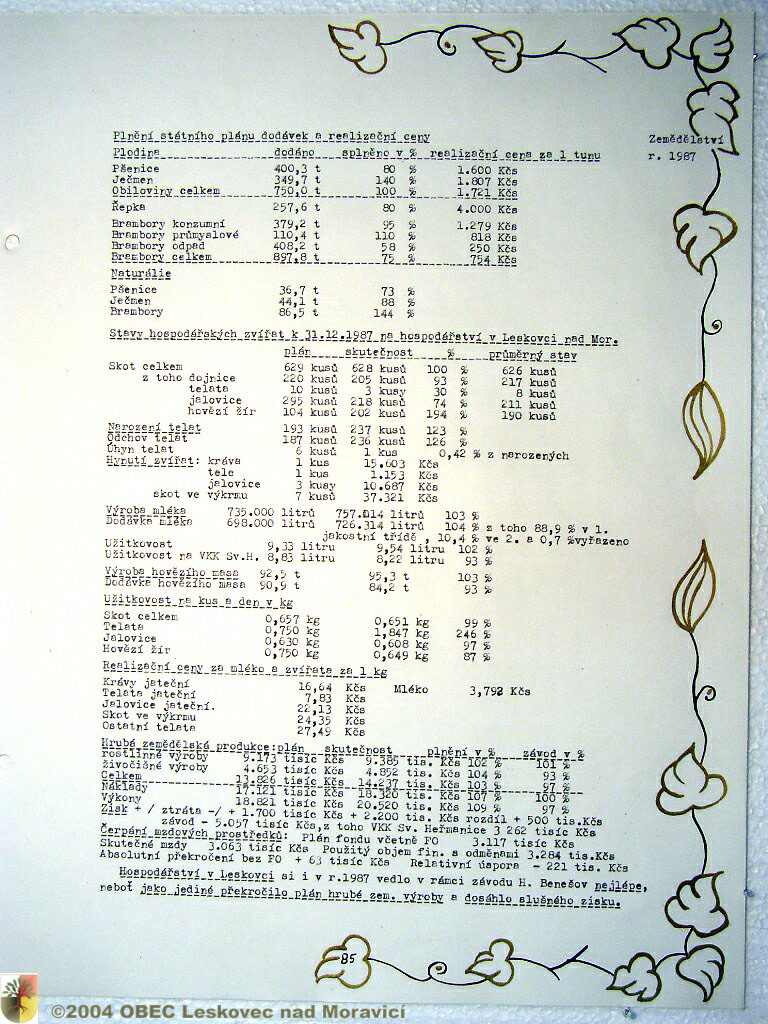 Plnění státního plánu dodávek a realizační ceny
Zemědělství
r. 1987
Plodina dodáno splněno v % realizační cena za 1 tunu
Pšenice 400,3 t 80 % 1.600 Kčs
Ječmen 349,7 t 140 % 1.807 Kčs
Obiloviny celkem 750,0 t 100 % 1.721 Kčs
Řepka 257,6 t 80 % 4.000 Kčs
Brambory konzumní 379,2 t 95 % 1.279 Kčs
Brambory průmyslové 110,4 t 110 % 818 Kčs
Brambory odpad 408,2 t 58 % 250 Kčs
Brambory celkem 897,8 t 75 % 754 Kčs
Naturálie
Pšenice 36,7 t 73 %
Ječmen 44,1 t 88 %
Brambory 86,5 t 144 %
Stavy hospodářských zvířat k 31.12.1987 na hospodářství v Leskovci nad Mor.
plán skutečnost % průměrný stav
Skot celkem 629 kusů 628 kusů 100 % 626 kusů
z toho dojnice 220 kusů 205 kusů 93 % 217 kusů
telata 10 kusů 3 kusy 30 % 8 kusů
jalovice 295 kusů 218 kusů 74 % 211 kusů
hovězí žír 104 kusů 202 kusů 194 % 190 kusů
Narození telat 193 kusů 237 kusů 123 %
Odchov telat 187 kusů 236 kusů 126 %
Úhyn telat 6 kusů 1 kus 0,42 % z narozených
Hynutí zvířat: kráva 1 kus 15.603 Kčs
tele 1 kus 1.153 Kčs
jalovice 3 kusy 10.687 Kčs
skot ve výkrmu 7 kusů 37.321 Kčs
Výroba mléka 735.000 litrů 757.014 litrů 103 %
Dodávka mléka 698.000 litrů 726.314 litrů 104 % z toho 88,9 % v 1.
jakostní třídě , 10,4 % ve 2. a 0,7 %vyřazeno
Užitkovost 9,33 litru 9,54 litru 102 %
Užitkovost na VKK Sv.H. 8,83 litru 8,22 litru 93 %
Výroba hovězího masa 92,5 t 95,3 t 103 %
Dodávka hovězího masa 90,9 t 84,2 t 93 %
Užitkovost na kus a den v kg
Skot celkem 0,657 kg 0,651 kg 99 %
Telata 0,750 kg 1,847 kg 246 %
Jalovice 0,630 kg 0,608 kg 97 %
Hovězí žír 0,750 kg 0,649 kg 87 %
Realizační ceny za mléko a zvířata za 1 kg
Krávy jateční 16,64 Kčs Mléko 3,792 Kčs
Telata jateční 7,83 Kčs
Jalovice jateční. 22,13 Kčs
Skot ve výkrmu 24,35 Kčs
Ostatní telata 27,49 Kčs
Hrubá zemědělská produkce:plán skutečnost plnění v % závod v %
rostlinné výroby 9.173 tisíc Kčs 9.385 tis. Kčs 102 % 101 %
živočišné výroby 4.653 tisíc Kčs 4.852 tis. Kčs 104 % 93 %
Celkem 13.826 tisíc Kčs 14.237 tis. Kčs 103 % 97 %
Náklady 17.121 tisíc Kčs 18.320 tis. Kčs 107 % 100 %
Výkony 18.821 tisíc Kčs 20.520 tis. Kčs 109 % 97 %
Zisk + / ztráta -/ + 1.700 tisíc Kčs + 2.200 tis. Kčs rozdíl + 500 tis.Kčs
závod - 5.057 tisíc Kčs,z toho VKK Sv. Heřmanice 3 262 tisíc Kčs
Čerpání mzdových prostředků: Plán fondu včetně FO 3.117 tisíc Kčs
Skutečné mzdy 3.063 tisíc Kčs Použitý objem fin. s odměnami 3.284 tis.Kčs
Absolutní překročení bez FO + 63 tisíc Kčs Relativní úspora - 221 tis. Kčs
Hospodářství v Leskovci si i v r.1987 vedlo v rámci závodu H. Benešov nejlépe,
neboť jako jediné překročilo plán hrubé zem. výroby a dosáhlo slušného zisku.
85
©2004 OBEC Leskovec nad Moravicí